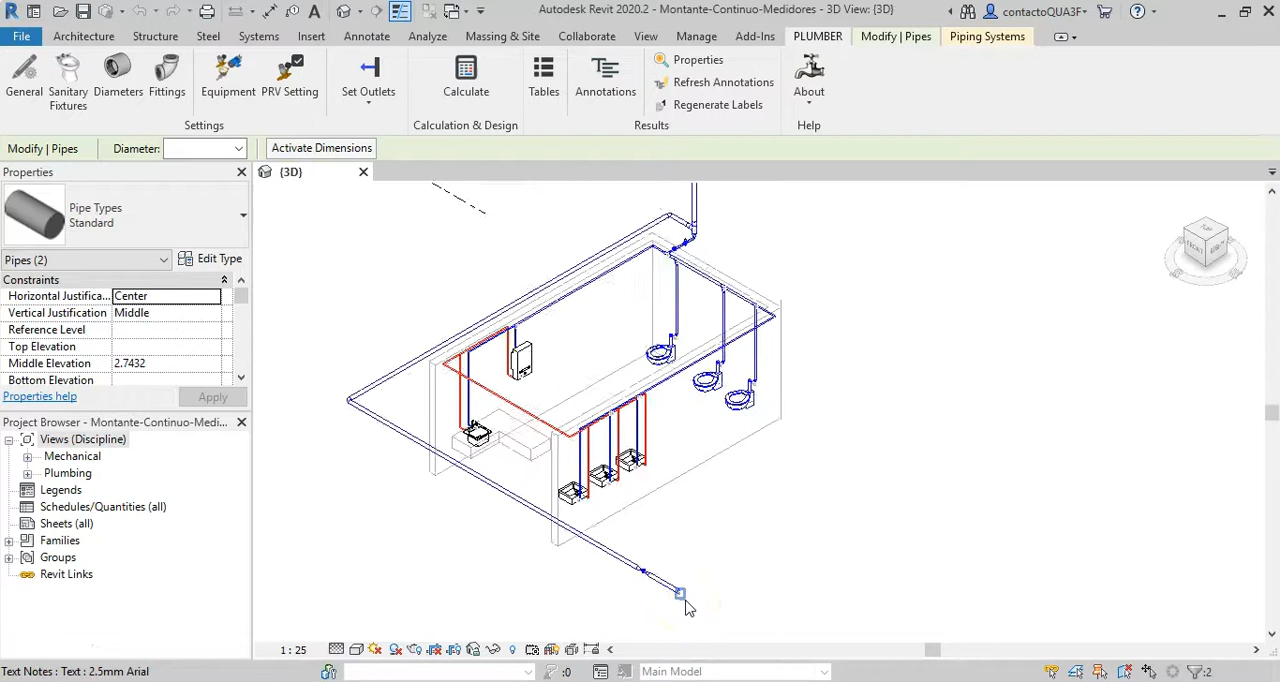 Autodesk Revit 2020.2 - Montante-Continuo-Medidores - 3D View: {3D}
contactoQUA3F
File Architecture Structure Steel Systems Insert Annotate Analyze Massing & Site Collaborate View Manage Add-Ins PLUMBER Modify | Pipes Piping Systems
General Sanitary Fixtures Diameters Fittings Equipment PRV Setting Set Outlets Calculate Tables Annotations Properties Refresh Annotations Regenerate Labels About
Settings Calculation & Design Results Help
Modify | Pipes Diameter: Activate Dimensions
Properties
{3D}
Pipe Types
Standard
Pipes (2) Edit Type
Constraints
Horizontal Justifica... Center
Vertical Justification Middle
Reference Level
Top Elevation
Middle Elevation 2.7432
Bottom Elevation
Properties help Apply
Project Browser - Montante-Continuo-Medi...
Views (Discipline)
Mechanical
Plumbing
Legends
Schedules/Quantities (all)
Sheets (all)
Families
Groups
Revit Links
1 : 25
Text Notes : Text : 2.5mm Arial :0 Main Model :2